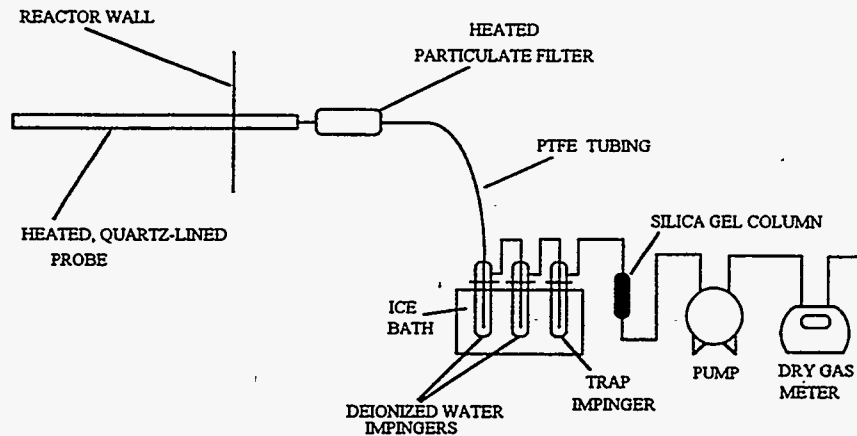 REACTOR WALL
HEATED
PARTICULATE FILTER
PTFE TUBING
HEATED, QUARTZ-LINED
PROBE
SILICA GEL COLUMN
ICE
BATH
TRAP
IMPINGER
DEIONIZED WATER
IMPINGERS
PUMP
DRY GAS
METER